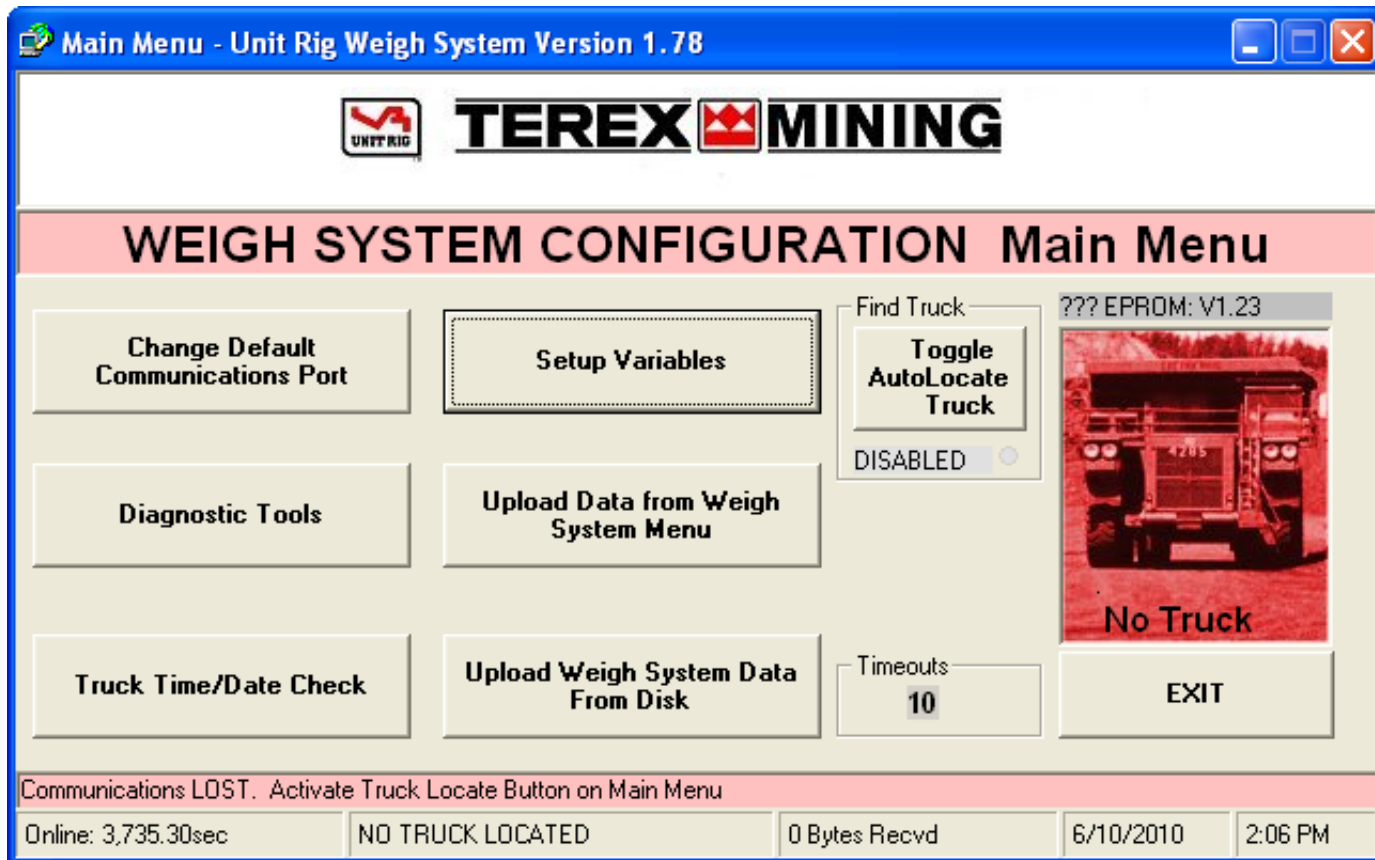 Main Menu - Unit Rig Weigh System Version 1.78
UNIT RIG
TEREX MINING
WEIGH SYSTEM CONFIGURATION Main Menu
Change Default
Communications Port
Setup Variables
Find Truck
Toggle
AutoLocate
Truck
DISABLED
??? EPROM: V1.23
4285
No Truck
Diagnostic Tools
Upload Data from Weigh
System Menu
Truck Time/Date Check
Upload Weigh System Data
From Disk
Timeouts
10
EXIT
Communications LOST. Activate Truck Locate Button on Main Menu
Online: 3,735.30sec
NO TRUCK LOCATED
0 Bytes Recvd
6/10/2010
2:06 PM